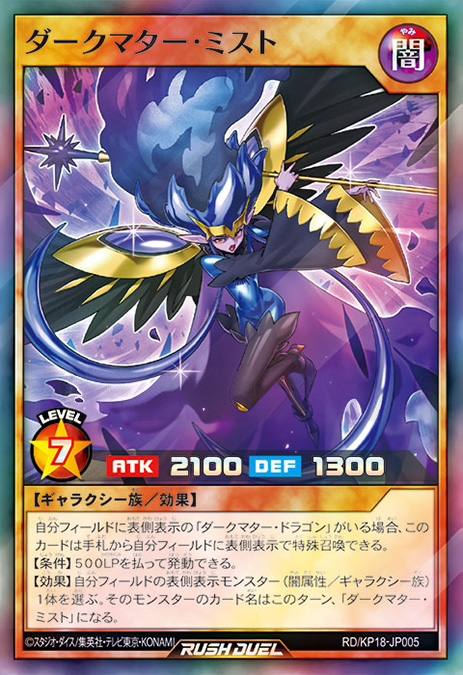 ダークマター・ミスト
やみ
闇
LEVEL
7
ATK 2100 DEF 1300
【ギャラクシー族／効果】
自分フィールドに表側表示の「ダークマター・ドラゴン」がいる場合、この
カードは手札から自分フィールドに表側表示で特殊召喚できる。
【条件】500LPを払って発動できる。
【効果】自分フィールドの表側表示モンスター（闇属性／ギャラクシー族）
1体を選ぶ。そのモンスターのカード名はこのターン、「ダークマター・
ミスト」になる。
©スタジオ・ダイス/集英社・テレビ東京・KONAMI
RUSH DUEL
RD/KP18-JP005